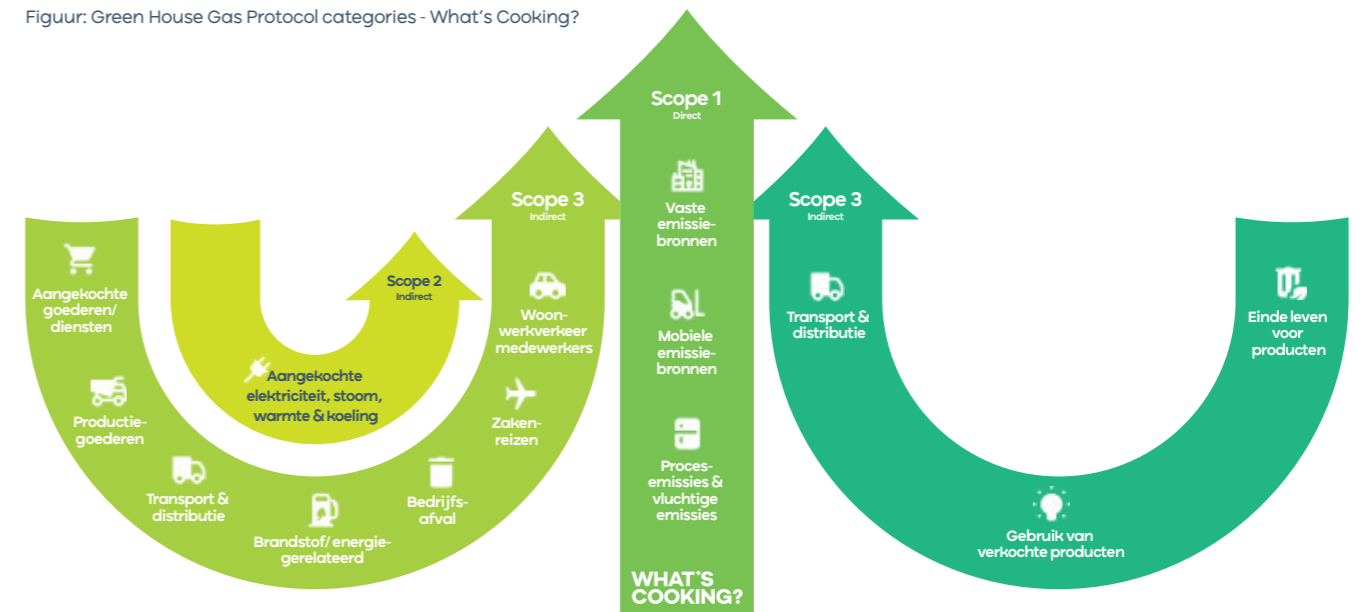 Figuur: Green House Gas Protocol categories - What's Cooking?
Scope 1
Direct
Vaste
emissie-
bronnen
Mobiele
emissie-
bronnen
Proces-
emissies &
vluchtige
emissies
WHAT'S
COOKING?
Scope 3
Indirect
Aangekochte
goederen/
diensten
Productie-
goederen
Transport &
distributie
Brandstof/ energie-
gerelateerd
Bedrijfs-
afval
Zaken-
reizen
Woon-
werkverkeer
medewerkers
Scope 2
Indirect
Aangekochte
elektriciteit, stoom,
warmte & koeling
Scope 3
Indirect
Transport &
distributie
Gebruik van
verkochte producten
Einde leven
voor
producten